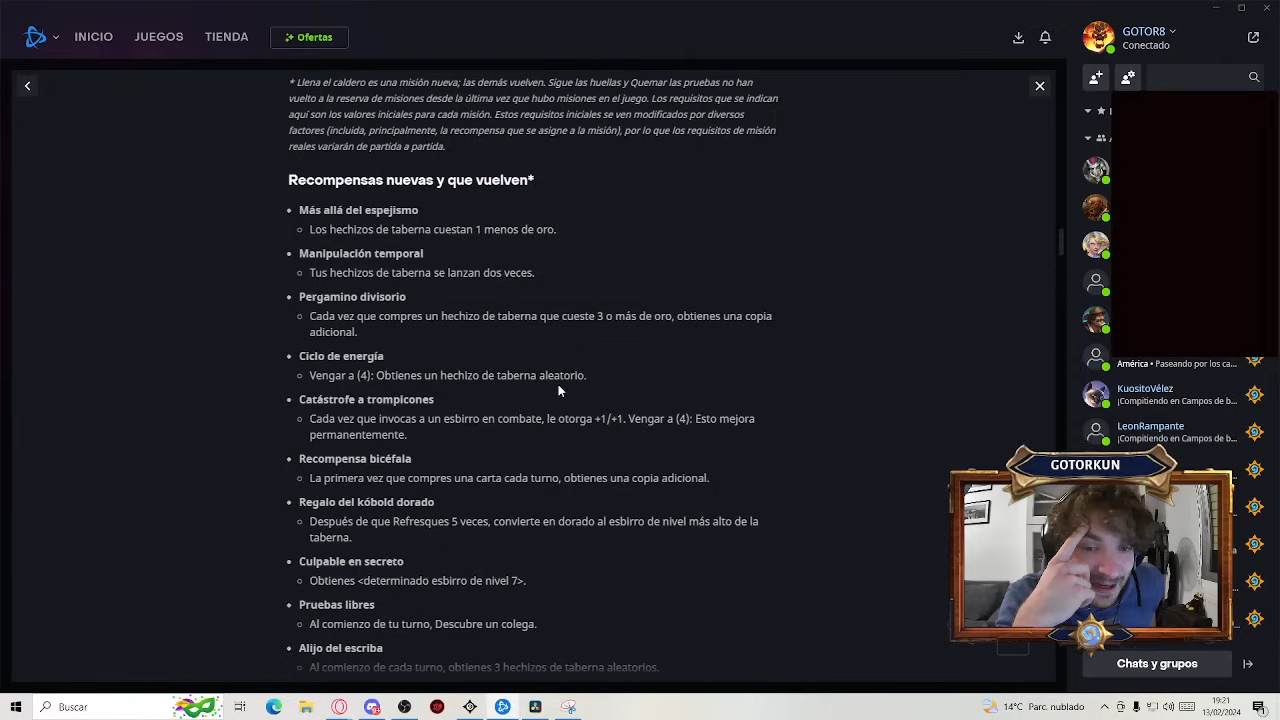 INICIO
JUEGOS
TIENDA
Ofertas
GOTOR8
Conectado
* Llena el caldero es una misión nueva; las demás vuelven. Sigue las huellas y Quemar las pruebas no han
vuelto a la reserva de misiones desde la última vez que hubo misiones en el juego. Los requisitos que se indican
aquí son los valores iniciales para cada misión. Estos requisitos iniciales se ven modificados por diversos
factores (incluida, principalmente, la recompensa que se asigne a la misión), por lo que los requisitos de misión
reales variarán de partida a partida.
Recompensas nuevas y que vuelven*
Más allá del espejismo
Los hechizos de taberna cuestan 1 menos de oro.
Manipulación temporal
Tus hechizos de taberna se lanzan dos veces.
Pergamino divisorio
Cada vez que compres un hechizo de taberna que cueste 3 o más de oro, obtienes una copia
adicional.
Ciclo de energía
Vengar a (4): Obtienes un hechizo de taberna aleatorio.
Catástrofe a trompicones
Cada vez que invocas a un esbirro en combate, le otorga +1/+1. Vengar a (4): Esto mejora
permanentemente.
Recompensa bicéfala
La primera vez que compres una carta cada turno, obtienes una copia adicional.
Regalo del kóbold dorado
Después de que Refresques 5 veces, convierte en dorado al esbirro de nivel más alto de la
taberna.
Culpable en secreto
Obtienes <determinado esbirro de nivel 7>.
Pruebas libres
Al comienzo de tu turno, Descubre un colega.
Alijo del escriba
Al comienzo de cada turno, obtienes 3 hechizos de taberna aleatorios.
América • Paseando por los ca...
KuositoVélez
¡Compitiendo en Campos de b...
LeonRampante
¡Compitiendo en Campos de b...
GOTORKUN
Chats y grupos
Buscar
14°C Parc. nublado
19:21
13/02/2024